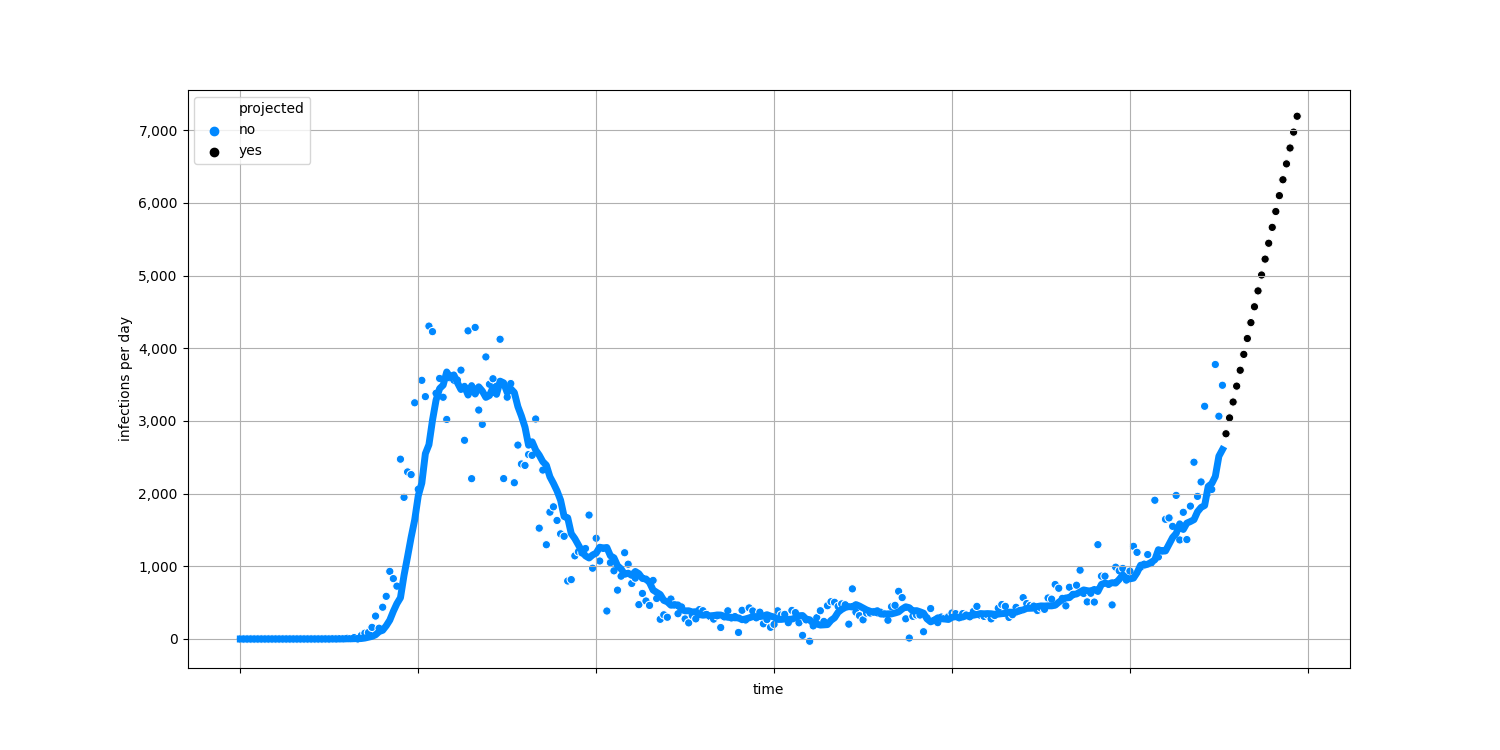 projected
no
yes
7,000
6,000
5,000
4,000
3,000
2,000
1,000
0
infections per day
time